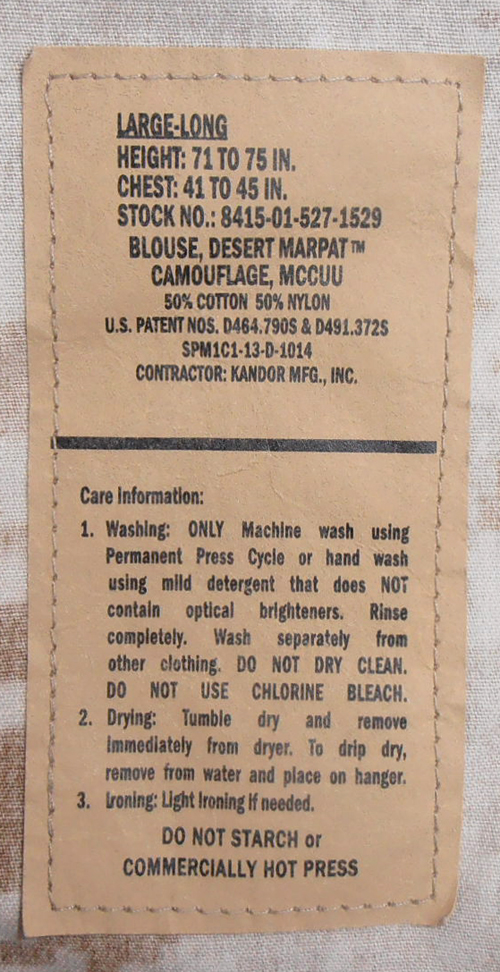 LARGE-LONG
HEIGHT: 71 TO 75 IN.
CHEST: 41 TO 45 IN.
STOCK NO.: 8415-01-527-1529
BLOUSE, DESERT MARPAT™
CAMOUFLAGE, MCCUU
50% COTTON 50% NYLON
U.S. PATENT NOS. D464.790S & D491.372S
SPM1C1-13-D-1014
CONTRACTOR: KANDOR MFG., INC.
Care Information:
1. Washing: ONLY Machine wash using
Permanent Press Cycle or hand wash
using mild detergent that does NOT
contain optical brighteners. Rinse
completely. Wash separately from
other clothing. DO NOT DRY CLEAN.
DO NOT USE CHLORINE BLEACH.
2. Drying: Tumble dry and remove
immediately from dryer. To drip dry,
remove from water and place on hanger.
3. Ironing: Light Ironing if needed.
DO NOT STARCH or
COMMERCIALLY HOT PRESS